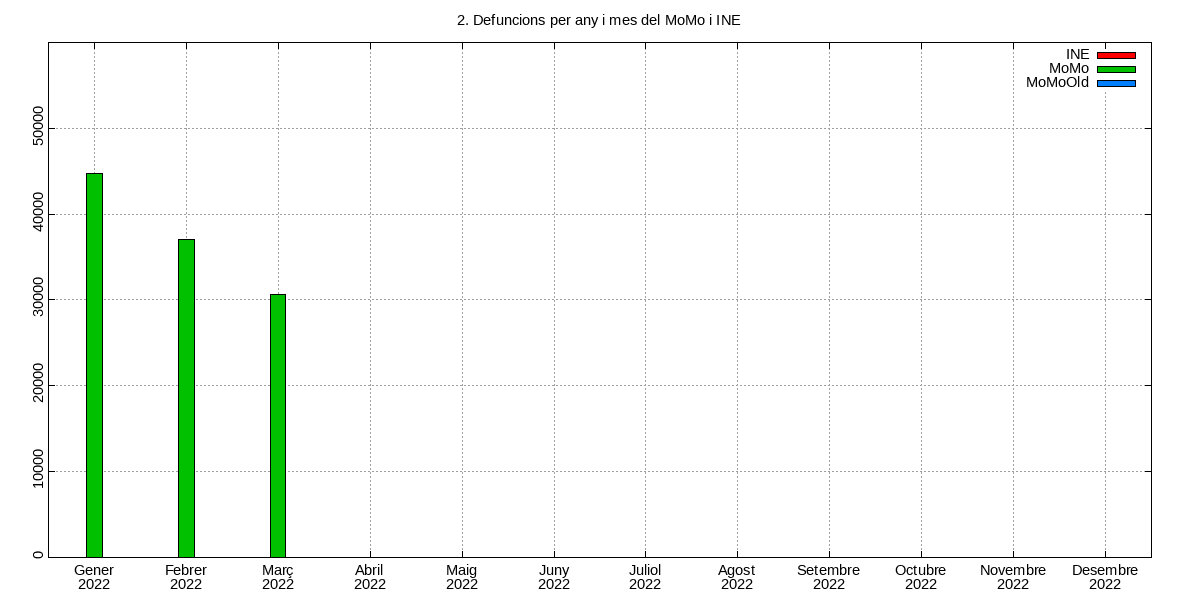 2. Defuncions per any i mes del MoMo i INE
INE
MoMo
MoMoOld
50000
40000
30000
20000
10000
0
Gener Febrer Març Abril Maig Juny Juliol Agost Setembre Octubre Novembre Desembre
2022 2022 2022 2022 2022 2022 2022 2022 2022 2022 2022 2022